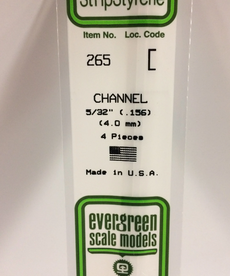 StripStyrene
Item No. Loc. Code
265 [
CHANNEL
5/32" (.156)
(4.0 mm)
4 Pieces
Made in U.S.A.
evergreen
scale models